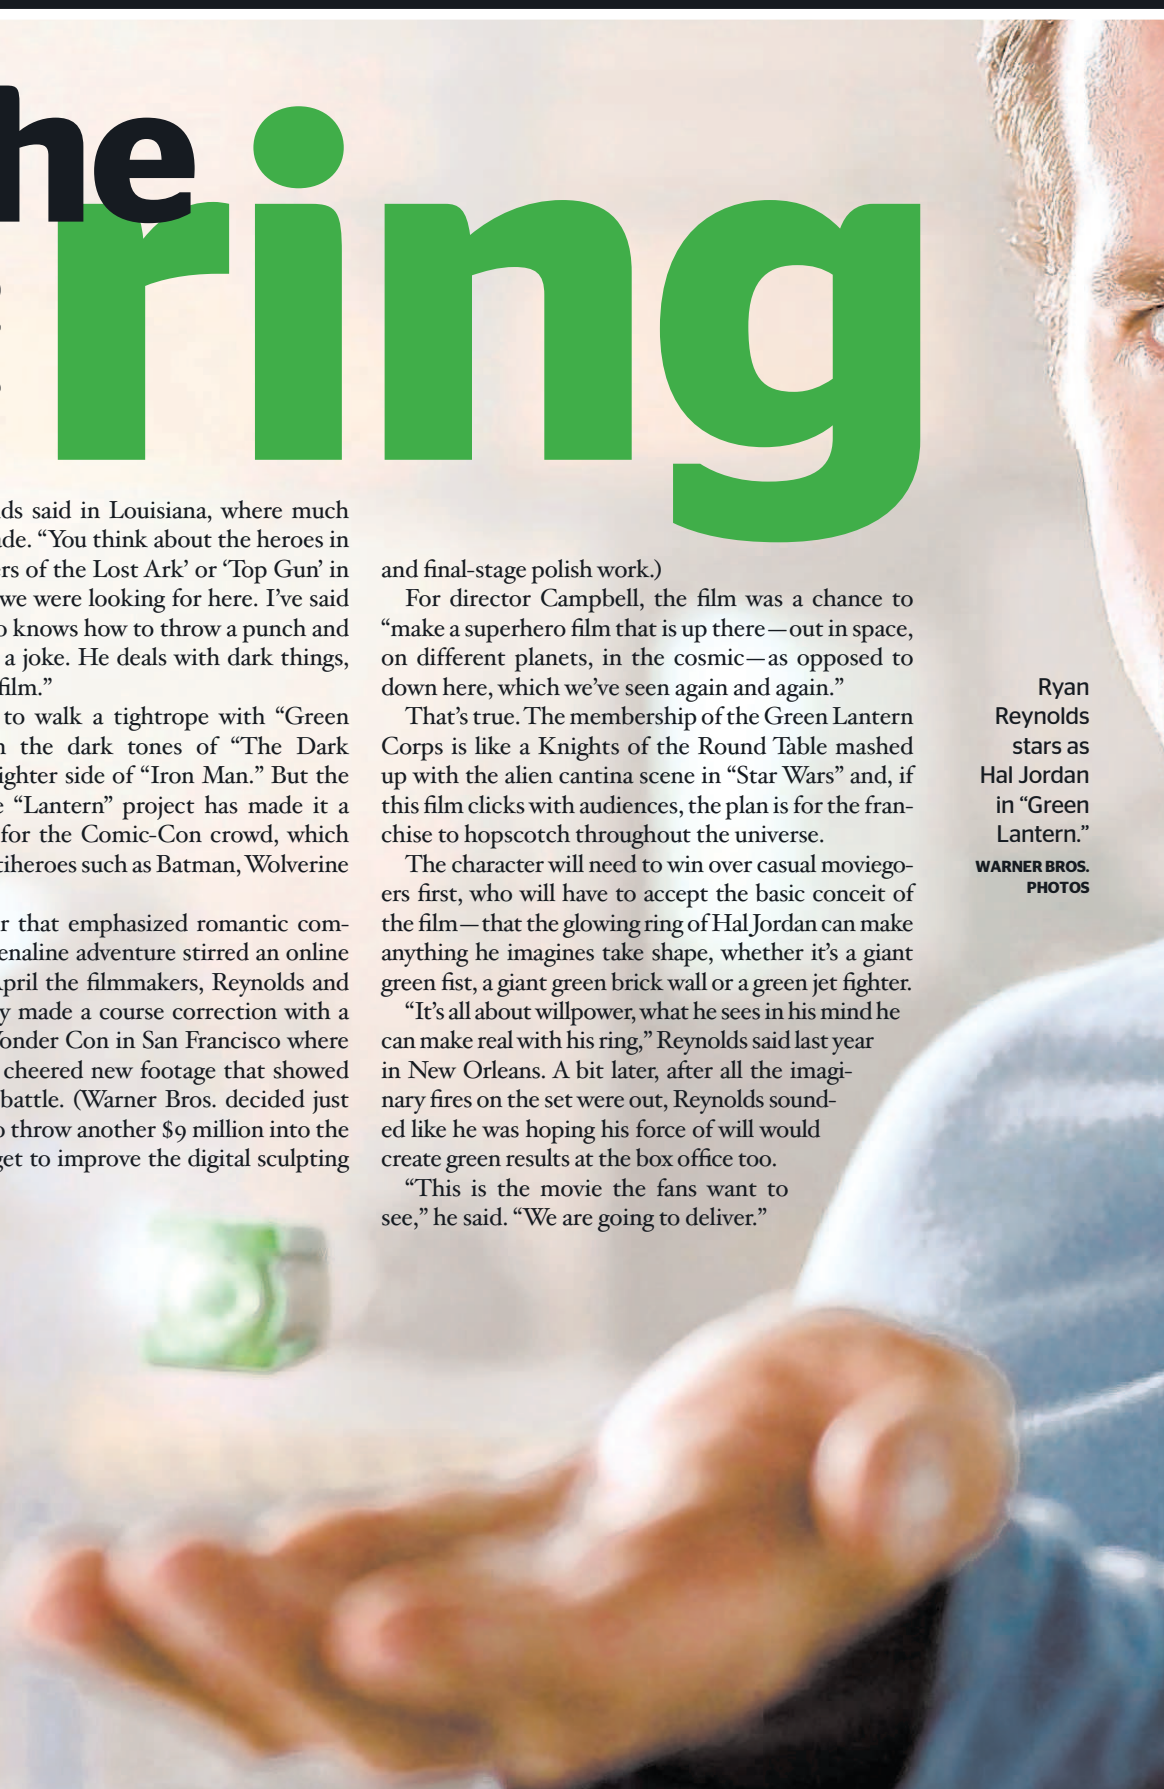 he
ring
ds said in Louisiana, where much
de. “You think about the heroes in
ers of the Lost Ark’ or ‘Top Gun’ in
we were looking for here. I’ve said
o knows how to throw a punch and
a joke. He deals with dark things,
film.”
to walk a tightrope with “Green
n the dark tones of “The Dark
ighter side of “Iron Man.” But the
e “Lantern” project has made it a
for the Comic-Con crowd, which
tiheroes such as Batman, Wolverine
r that emphasized romantic com-
enaline adventure stirred an online
April the filmmakers, Reynolds and
y made a course correction with a
onder Con in San Francisco where
cheered new footage that showed
battle. (Warner Bros. decided just
o throw another $9 million into the
get to improve the digital sculpting
and final-stage polish work.)
For director Campbell, the film was a chance to
“make a superhero film that is up there—out in space,
on different planets, in the cosmic—as opposed to
down here, which we’ve seen again and again.”
That’s true. The membership of the Green Lantern
Corps is like a Knights of the Round Table mashed
up with the alien cantina scene in “Star Wars” and, if
this film clicks with audiences, the plan is for the fran-
chise to hopscotch throughout the universe.
The character will need to win over casual moviego-
ers first, who will have to accept the basic conceit of
the film—that the glowing ring of Hal Jordan can make
anything he imagines take shape, whether it’s a giant
green fist, a giant green brick wall or a green jet fighter.
“It’s all about willpower, what he sees in his mind he
can make real with his ring,” Reynolds said last year
in New Orleans. A bit later, after all the imagi-
nary fires on the set were out, Reynolds sound-
ed like he was hoping his force of will would
create green results at the box office too.
“This is the movie the fans want to
see,” he said. “We are going to deliver.”
Ryan
Reynolds
stars as
Hal Jordan
in “Green
Lantern.”
WARNER BROS.
PHOTOS